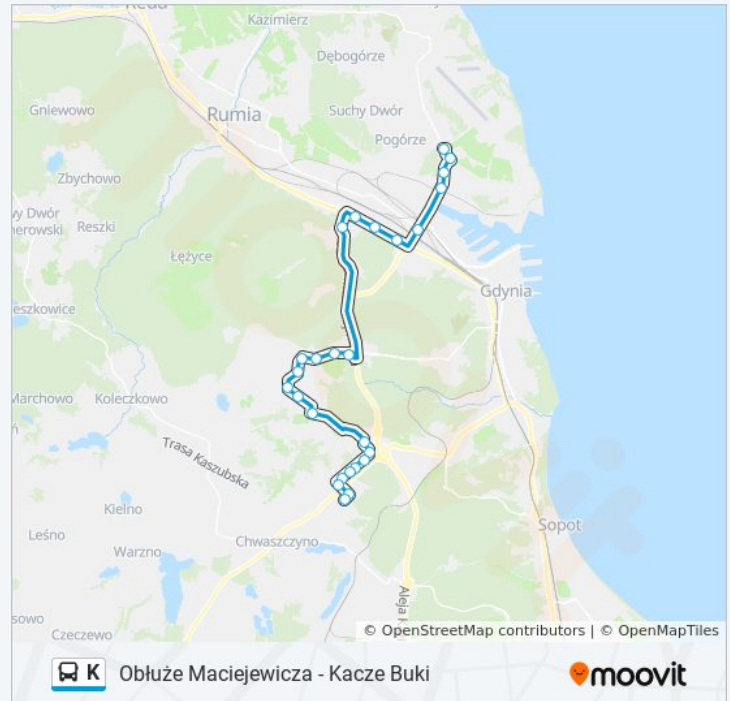 Reda
Kazimierz
Dębogórze
Gniewowo
Rumia
Suchy Dwór
Pogórze
Zbychowo
Reszki
Łężyce
Gdynia
Marchowo
Koleczkowo
Trasa Kaszubska
Kielno
Leśno
Warzno
Chwaszczyno
Sopot
Czeczewo
© OpenStreetMap contributors | © OpenMapTiles
K Obłuże Maciejewicza - Kacze Buki
moovit